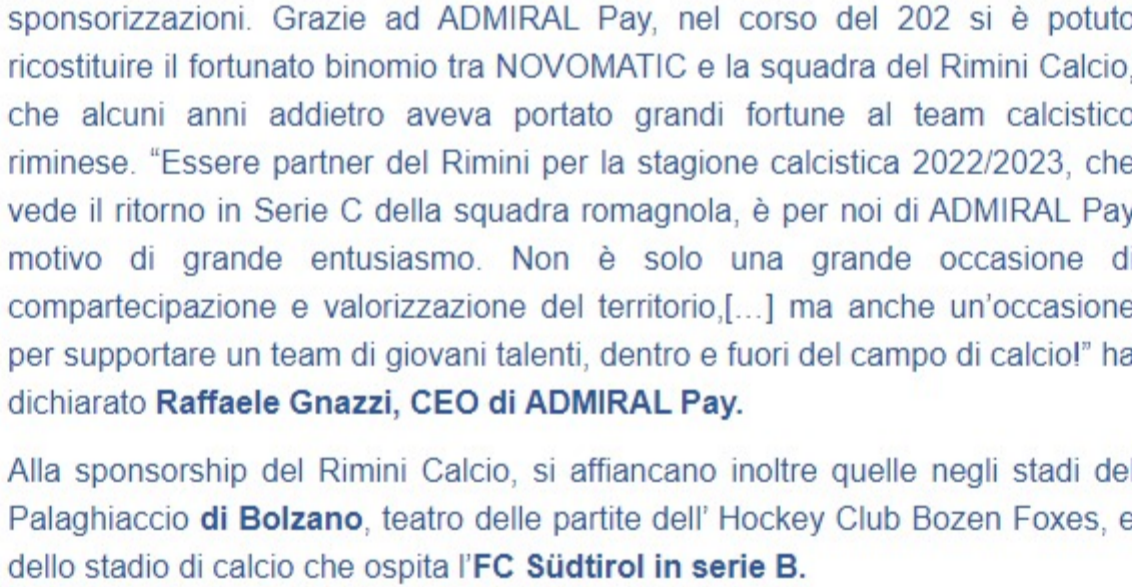 sponsorizzazioni. Grazie ad ADMIRAL Pay, nel corso del 202 si è potuto
ricostituire il fortunato binomio tra NOVOMATIC e la squadra del Rimini Calcio,
che alcuni anni addietro aveva portato grandi fortune al team calcistico
riminese. “Essere partner del Rimini per la stagione calcistica 2022/2023, che
vede il ritorno in Serie C della squadra romagnola, è per noi di ADMIRAL Pay
motivo di grande entusiasmo. Non è solo una grande occasione di
compartecipazione e valorizzazione del territorio,[...] ma anche un’occasione
per supportare un team di giovani talenti, dentro e fuori del campo di calcio!” ha
dichiarato Raffaele Gnazzi, CEO di ADMIRAL Pay.
Alla sponsorship del Rimini Calcio, si affiancano inoltre quelle negli stadi del
Palaghiaccio di Bolzano, teatro delle partite dell’ Hockey Club Bozen Foxes, e
dello stadio di calcio che ospita l’FC Südtirol in serie B.